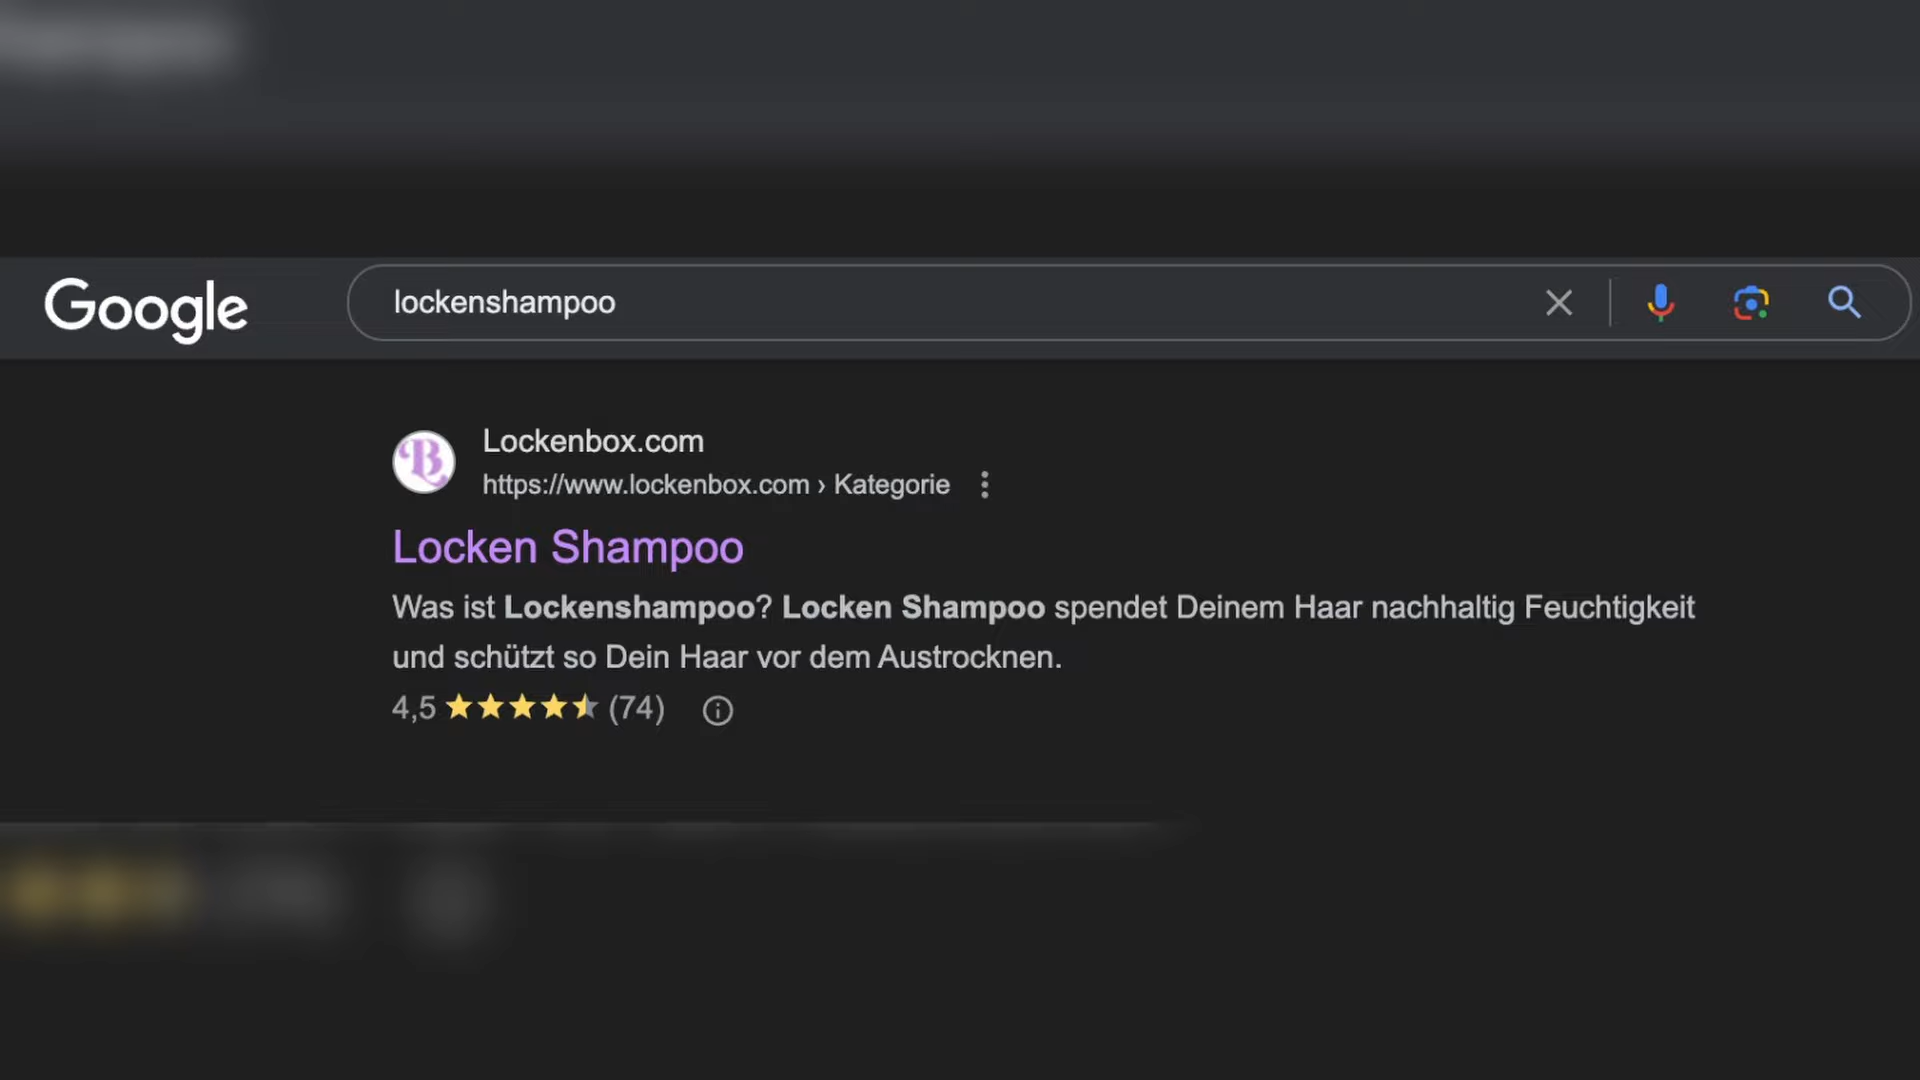 Google
lockenshampoo
Lockenbox.com
https://www.lockenbox.com › Kategorie
Locken Shampoo
Was ist Lockenshampoo? Locken Shampoo spendet Deinem Haar nachhaltig Feuchtigkeit
und schützt so Dein Haar vor dem Austrocknen.
4,5 (74)